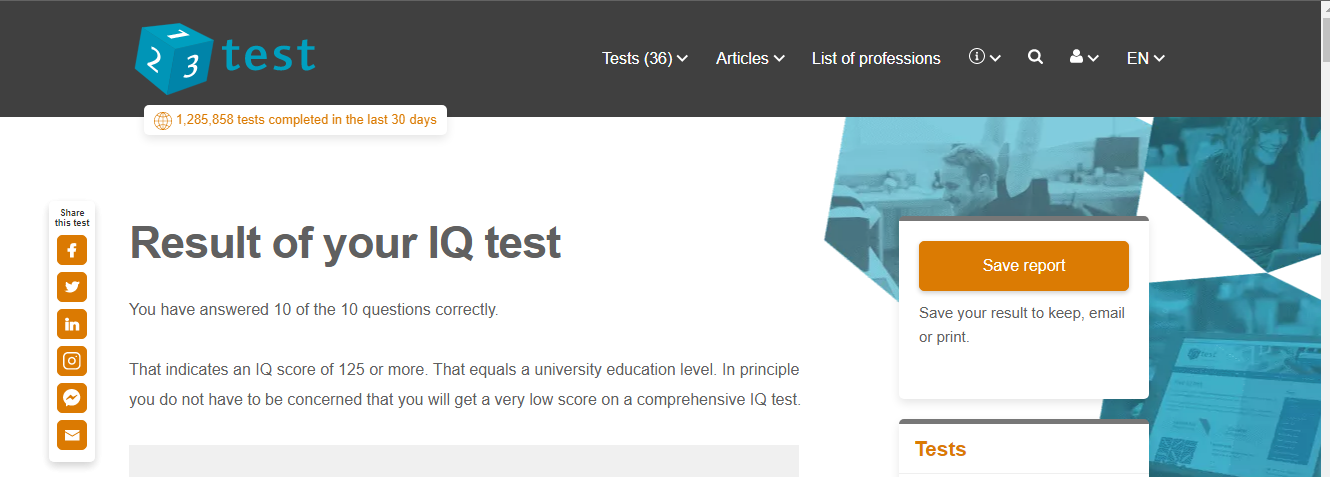 1
2
3
test
Tests (36)
Articles
List of professions
EN
1,285,858 tests completed in the last 30 days
Share
this test
Result of your IQ test
Save report
You have answered 10 of the 10 questions correctly.
Save your result to keep, email
or print.
That indicates an IQ score of 125 or more. That equals a university education level. In principle
you do not have to be concerned that you will get a very low score on a comprehensive IQ test.
Tests